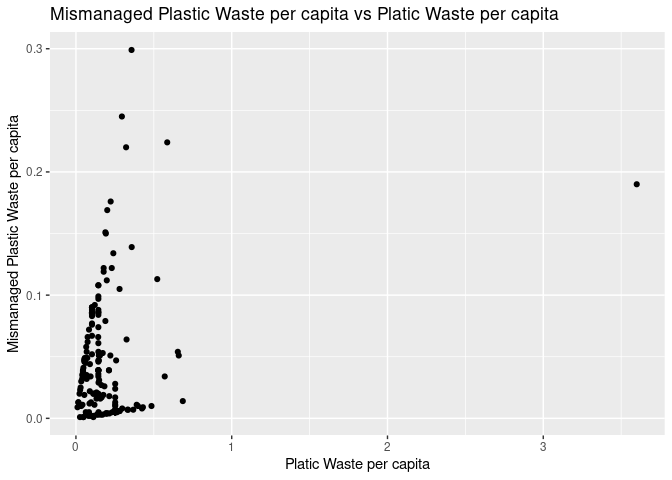 Mismanaged Plastic Waste per capita vs Platic Waste per capita
0.3
0.2
0.1
0.0
Mismanaged Plastic Waste per capita
0
1
2
3
Platic Waste per capita